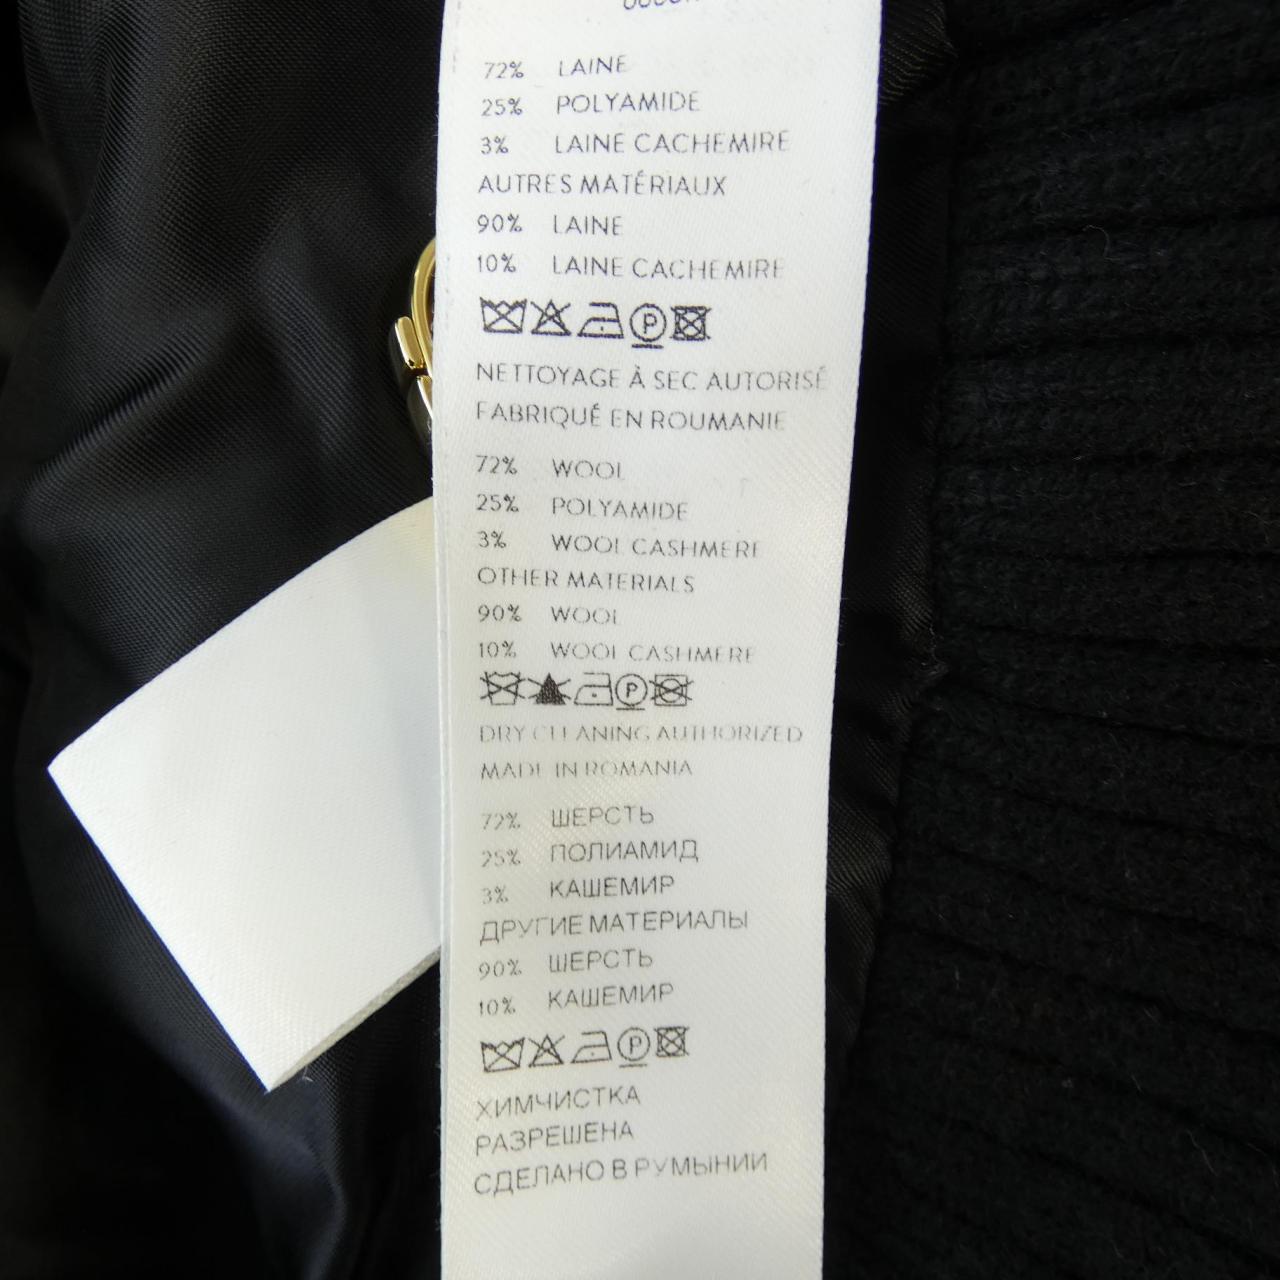 72% LAINE
25% POLYAMIDE
3% LAINE CACHEMIRE
AUTRES MATÉRIAUX
90% LAINE
10% LAINE CACHEMIRE
P
NETTOYAGE À SEC AUTORISÉ
FABRIQUÉ EN ROUMANIE
72% WOOL
25% POLYAMIDE
3% WOOL CASHMERE
OTHER MATERIALS
90% WOOL
10% WOOL CASHMERE
P
DRY CLEANING AUTHORIZED
MADE IN ROMANIA
72% ШЕРСТЬ
25% ПОЛИАМИД
3% КАШЕМИР
ДРУГИЕ МАТЕРИАЛЫ
90% ШЕРСТЬ
10% КАШЕМИР
P
ХИМЧИСТКА
РАЗРЕШЕНА
СДЕЛАНО В РУМЫНИИ